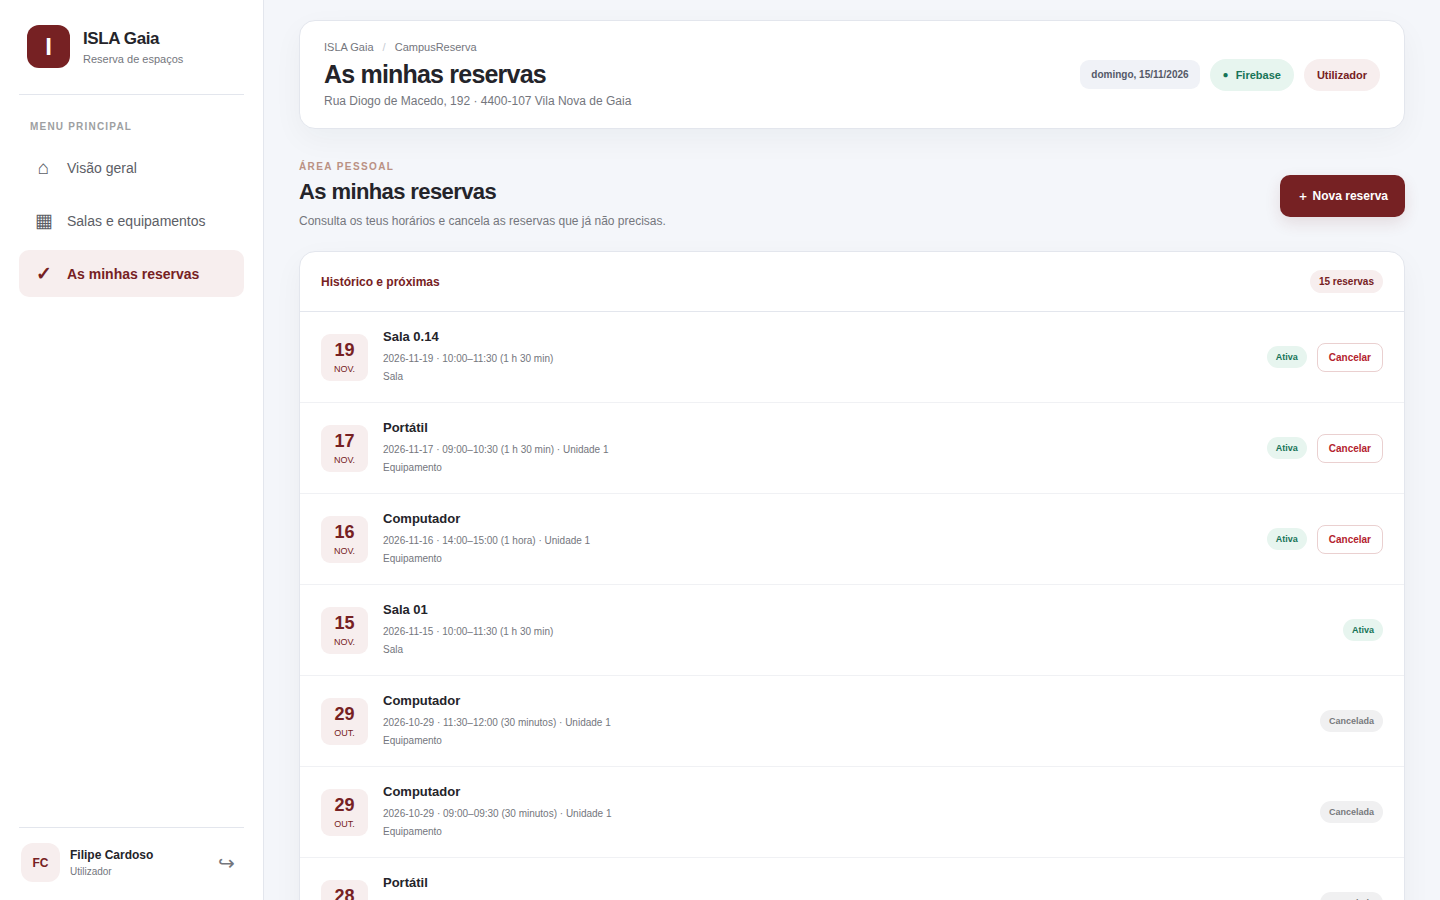 I
ISLA Gaia
Reserva de espaços
MENU PRINCIPAL
Visão geral
Salas e equipamentos
As minhas reservas
FC
Filipe Cardoso
Utilizador
ISLA Gaia / CampusReserva
As minhas reservas
Rua Diogo de Macedo, 192 · 4400-107 Vila Nova de Gaia
domingo, 15/11/2026
Firebase
Utilizador
ÁREA PESSOAL
As minhas reservas
Consulta os teus horários e cancela as reservas que já não precisas.
+ Nova reserva
Histórico e próximas
15 reservas
19
NOV.
Sala 0.14
2026-11-19 · 10:00–11:30 (1 h 30 min)
Sala
Ativa
Cancelar
17
NOV.
Portátil
2026-11-17 · 09:00–10:30 (1 h 30 min) · Unidade 1
Equipamento
Ativa
Cancelar
16
NOV.
Computador
2026-11-16 · 14:00–15:00 (1 hora) · Unidade 1
Equipamento
Ativa
Cancelar
15
NOV.
Sala 01
2026-11-15 · 10:00–11:30 (1 h 30 min)
Sala
Ativa
29
OUT.
Computador
2026-10-29 · 11:30–12:00 (30 minutos) · Unidade 1
Equipamento
Cancelada
29
OUT.
Computador
2026-10-29 · 09:00–09:30 (30 minutos) · Unidade 1
Equipamento
Cancelada
28
Portátil